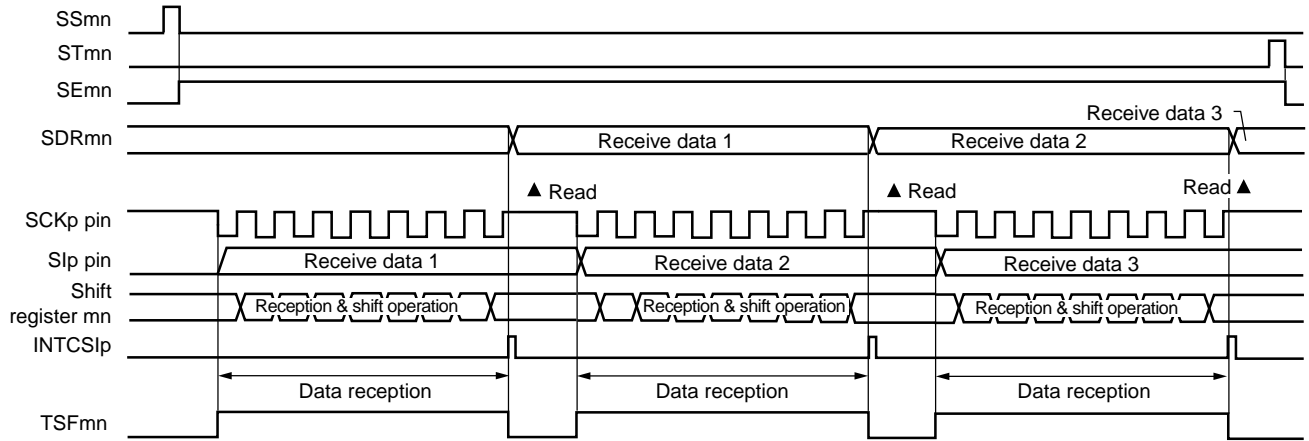 SSmn
STmn
SEmn
Receive data 3
SDRmn
Receive data 1
Receive data 2
▲ Read
▲ Read
Read ▲
SCKp pin
SIp pin
Receive data 1
Receive data 2
Receive data 3
Shift
register mn
Reception & shift operation
Reception & shift operation
Reception & shift operation
INTCSIp
Data reception
Data reception
Data reception
TSFmn